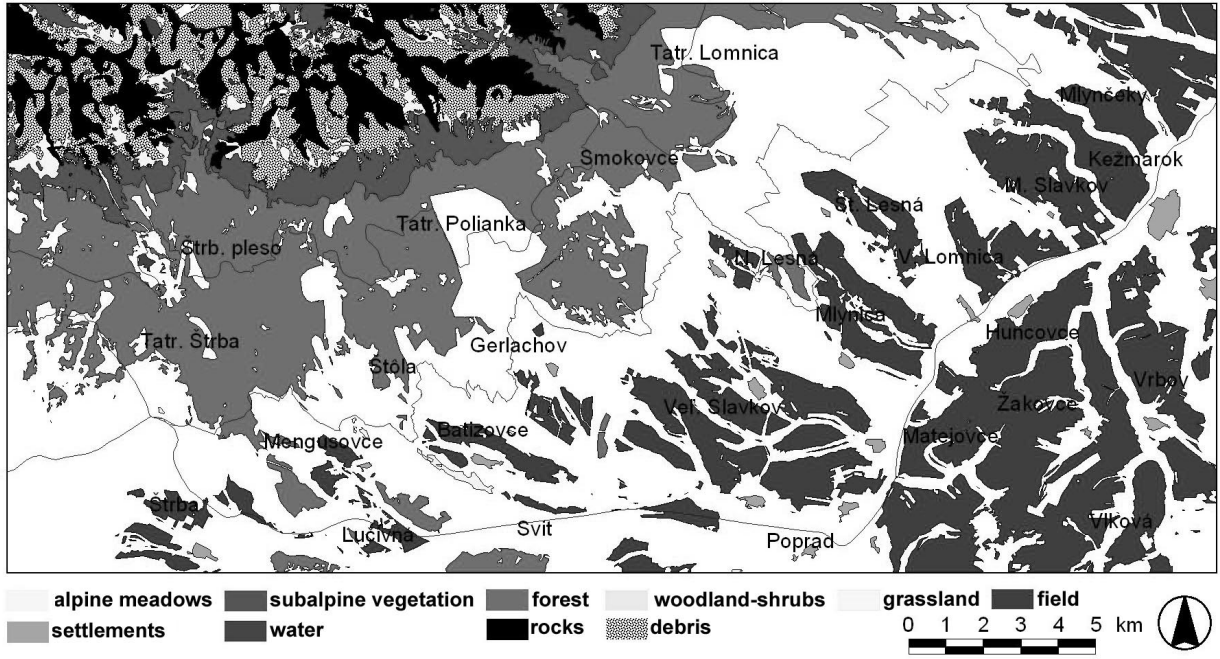 Tatr. Lomnica
Mlynčeky
Smokovce
Kežmarok
M. Slavkov
St. Lesná
Tatr. Polianka
Štrb. pleso
N. Lesná
V. Lomnica
Mlynica
Huncovce
Tatr. Štrba
Gerlachov
Štôla
Vrbov
Žakovce
Veľ. Slavkov
Batizovce
Matejovce
Mengusovce
Štrba
Vlková
Svit
Lučivná
Poprad
alpine meadows subalpine vegetation forest woodland-shrubs grassland field
settlements water rocks debris
0 1 2 3 4 5 km